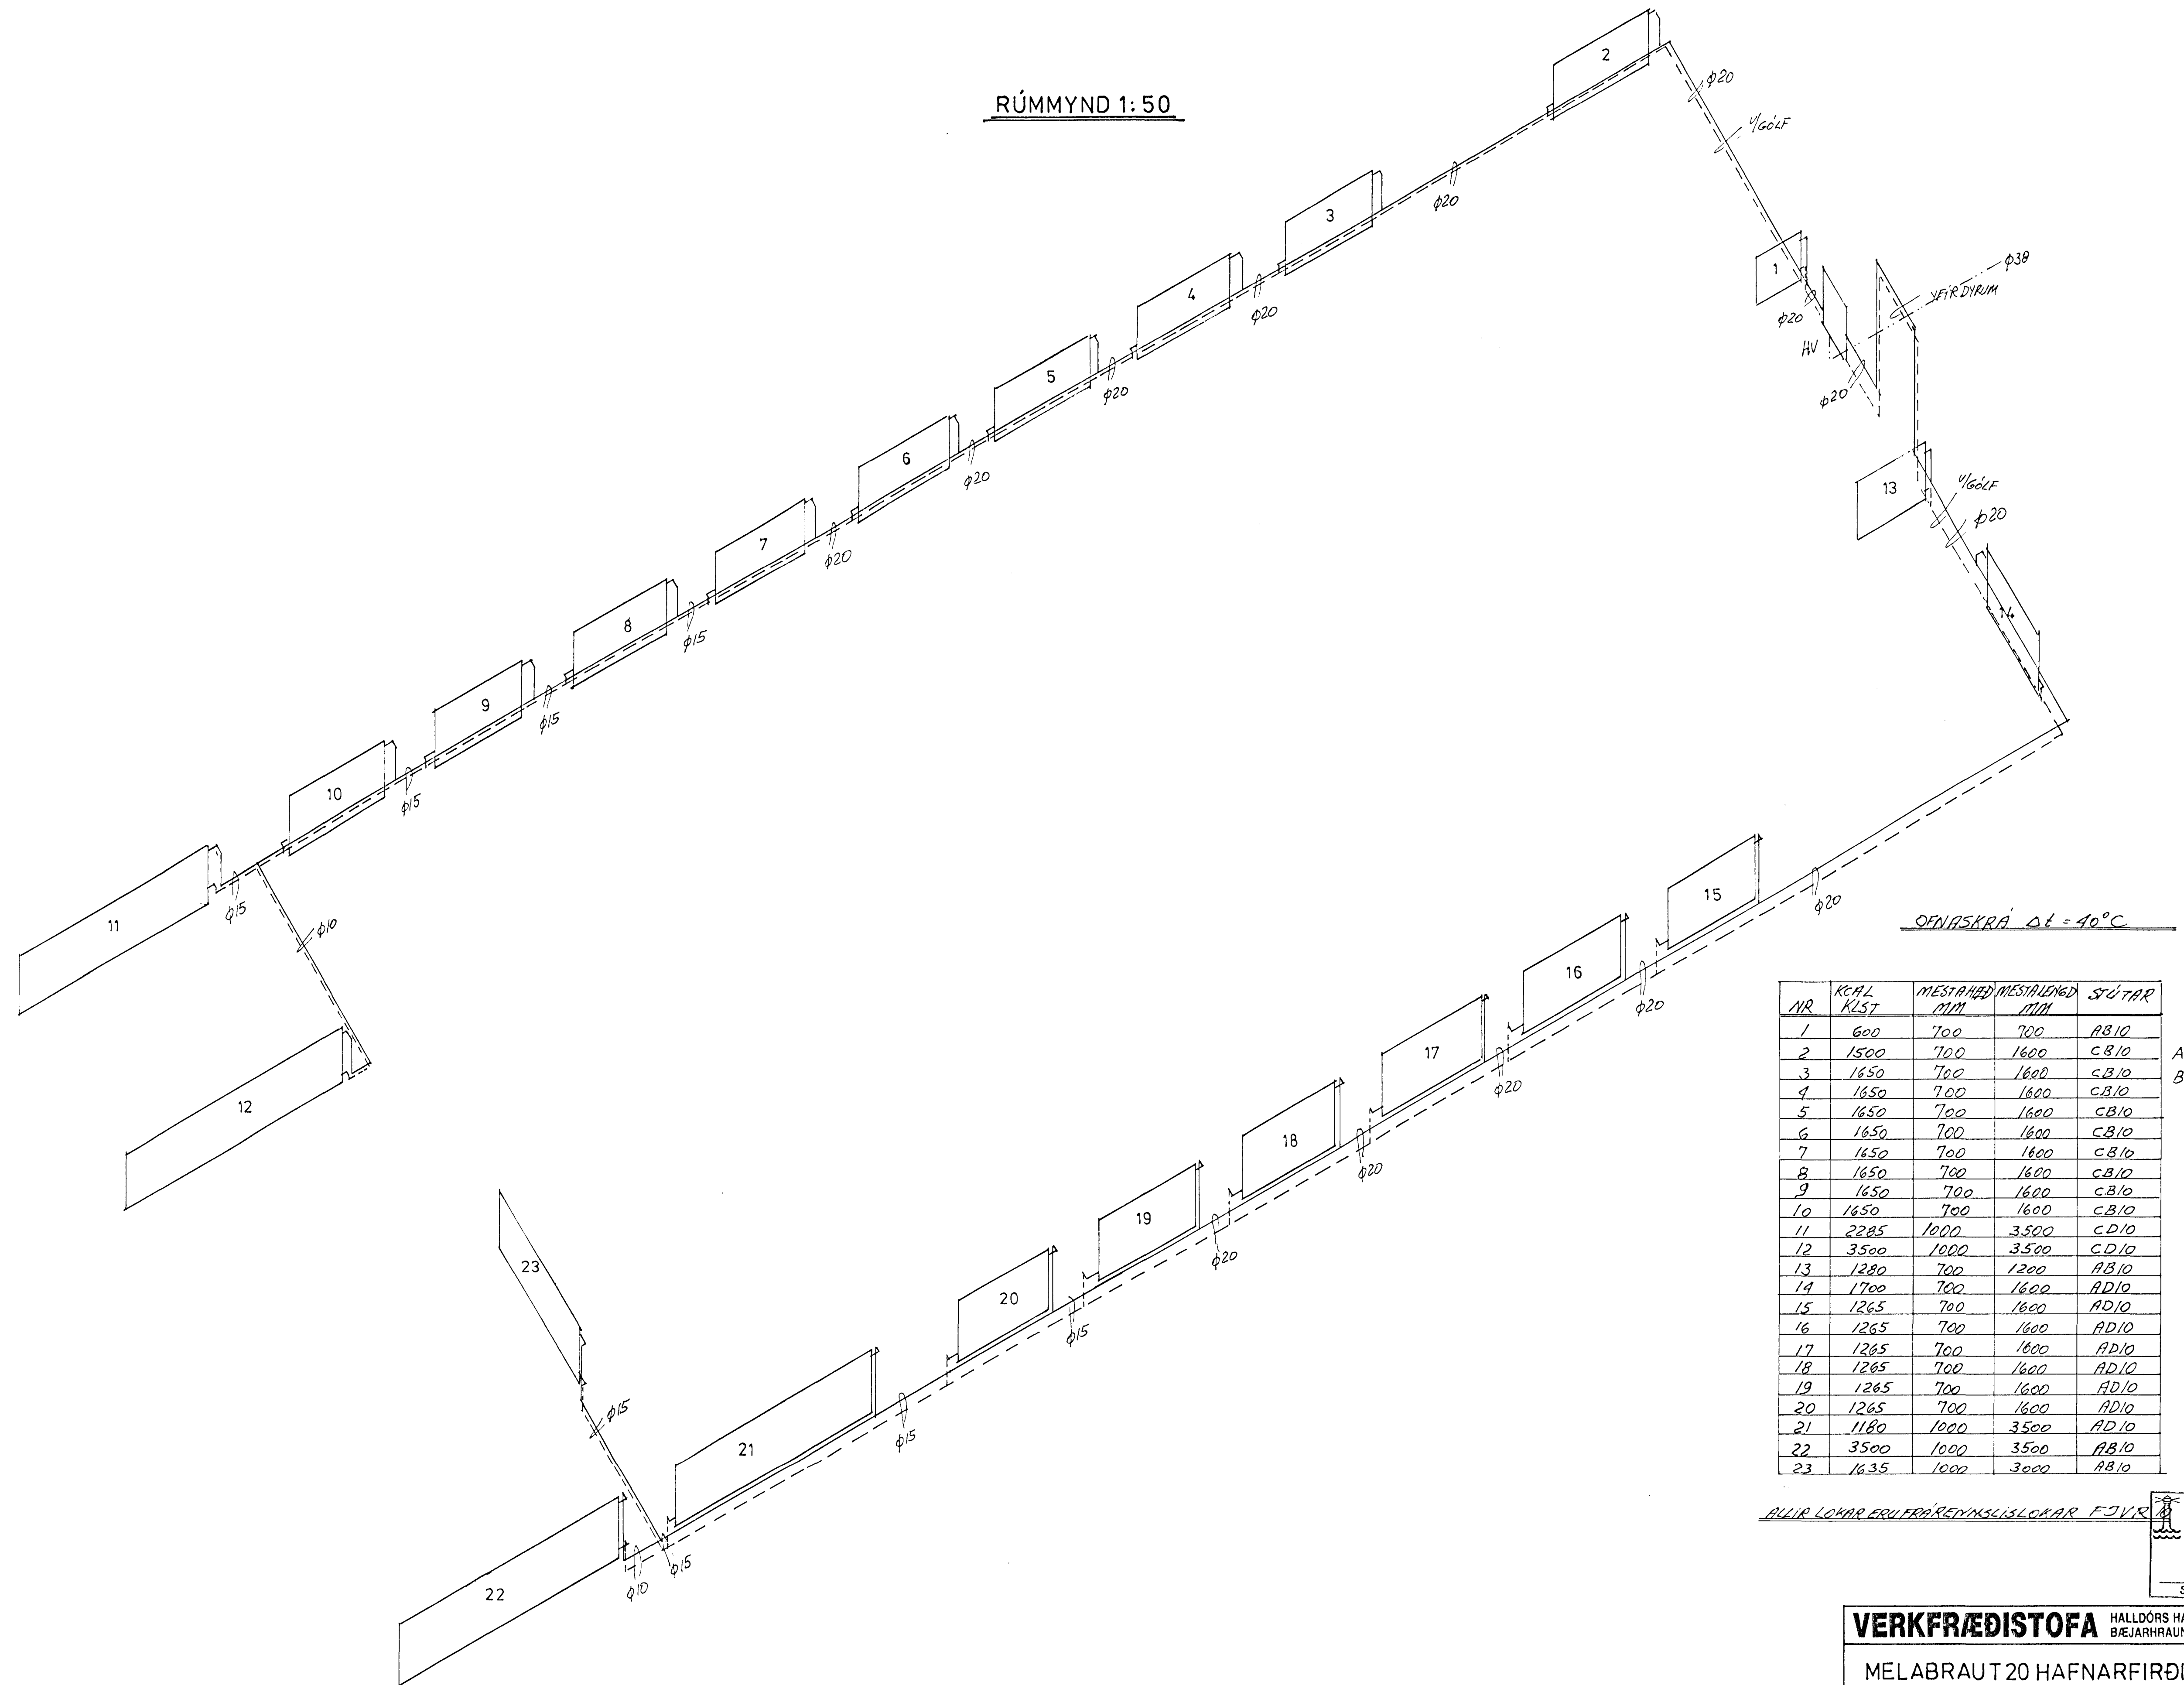 RÚMMYND 1:50
2
φ20
U/GÓLF
3
φ20
1
φ38
YFIR DYRUM
φ20
HV
φ20
4
φ20
5
φ20
6
φ20
13
U/GÓLF
φ20
7
φ20
14
8
φ15
9
φ15
10
φ15
11
φ15
φ10
12
15
φ20
16
φ20
17
φ20
18
φ20
19
φ20
20
φ15
21
φ15
23
φ15
22
φ10
φ15
OFNASKRÁ Δt = 40°C
NR KCAL KLST MESTAHÆÐ MM MESTALENGD MM STÚTAR
1 600 700 700 AB10
2 1500 700 1600 CB10 A
3 1650 700 1600 CB10 B
4 1650 700 1600 CB10
5 1650 700 1600 CB10
6 1650 700 1600 CB10
7 1650 700 1600 CB10
8 1650 700 1600 CB10
9 1650 700 1600 CB10
10 1650 700 1600 CB10
11 2285 1000 3500 CD10
12 3500 1000 3500 CD10
13 1280 700 1200 AB10
14 1700 700 1600 AD10
15 1265 700 1600 AD10
16 1265 700 1600 AD10
17 1265 700 1600 AD10
18 1265 700 1600 AD10
19 1265 700 1600 AD10
20 1265 700 1600 AD10
21 1180 1000 3500 AD10
22 3500 1000 3500 AB10
23 1635 1000 3000 AB10
ALLIR LOKAR ERU FRÁRENNSLISLOKAR FJVR 10
VERKFRÆÐISTOFA HALLDÓRS
BÆJARHRAUN
MELABRAUT 20 HAFNARFIRÐI